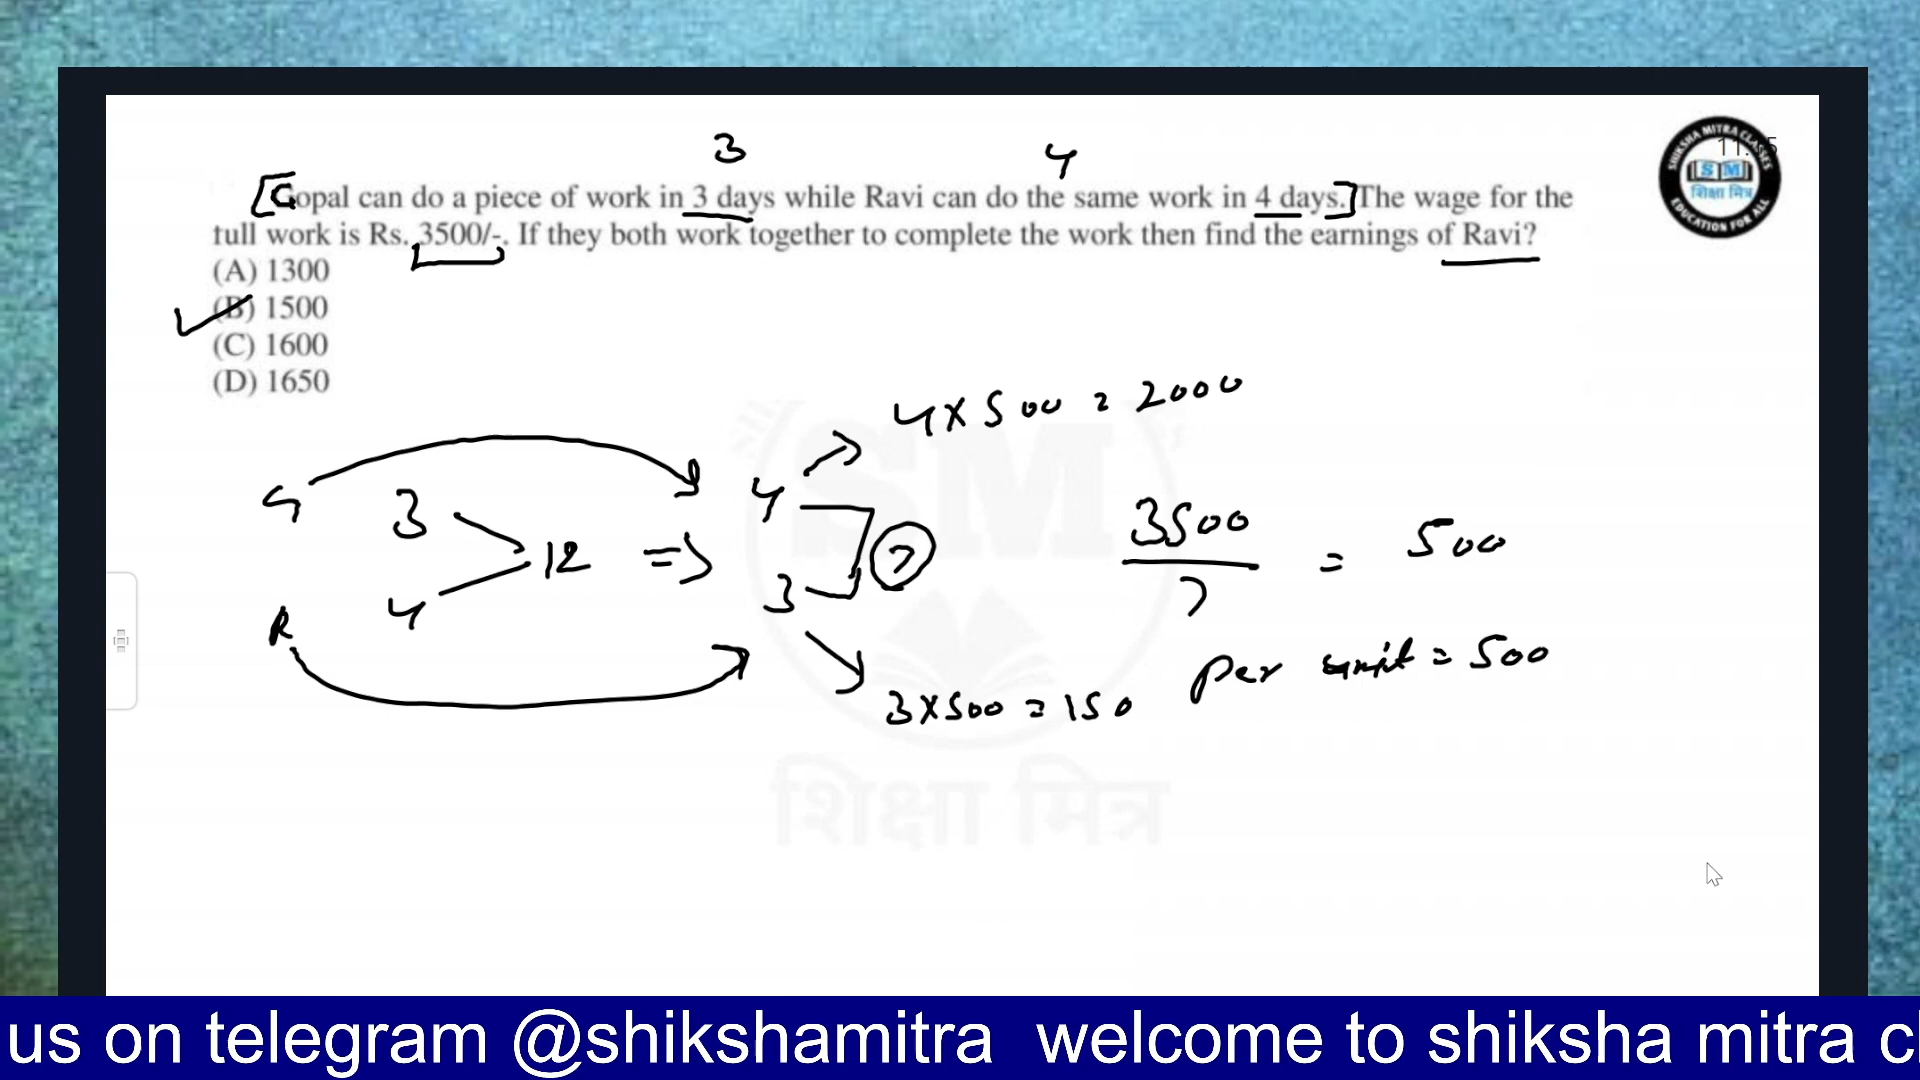 3 4
Gopal can do a piece of work in 3 days while Ravi can do the same work in 4 days. The wage for the
full work is Rs. 3500/-. If they both work together to complete the work then find the earnings of Ravi?
(A) 1300
(B) 1500
(C) 1600
(D) 1650
4 x 500 = 2000
G 3 4
12 => 7
R 4 3
3500
7
= 500
per unit = 500
3 x 500 = 150
SHIKSHA MITRA CLASSES
SM
शिक्षा मित्र
EDUCATION FOR ALL
SM
शिक्षा मित्र
us on telegram @shikshamitra welcome to shiksha mitra cl